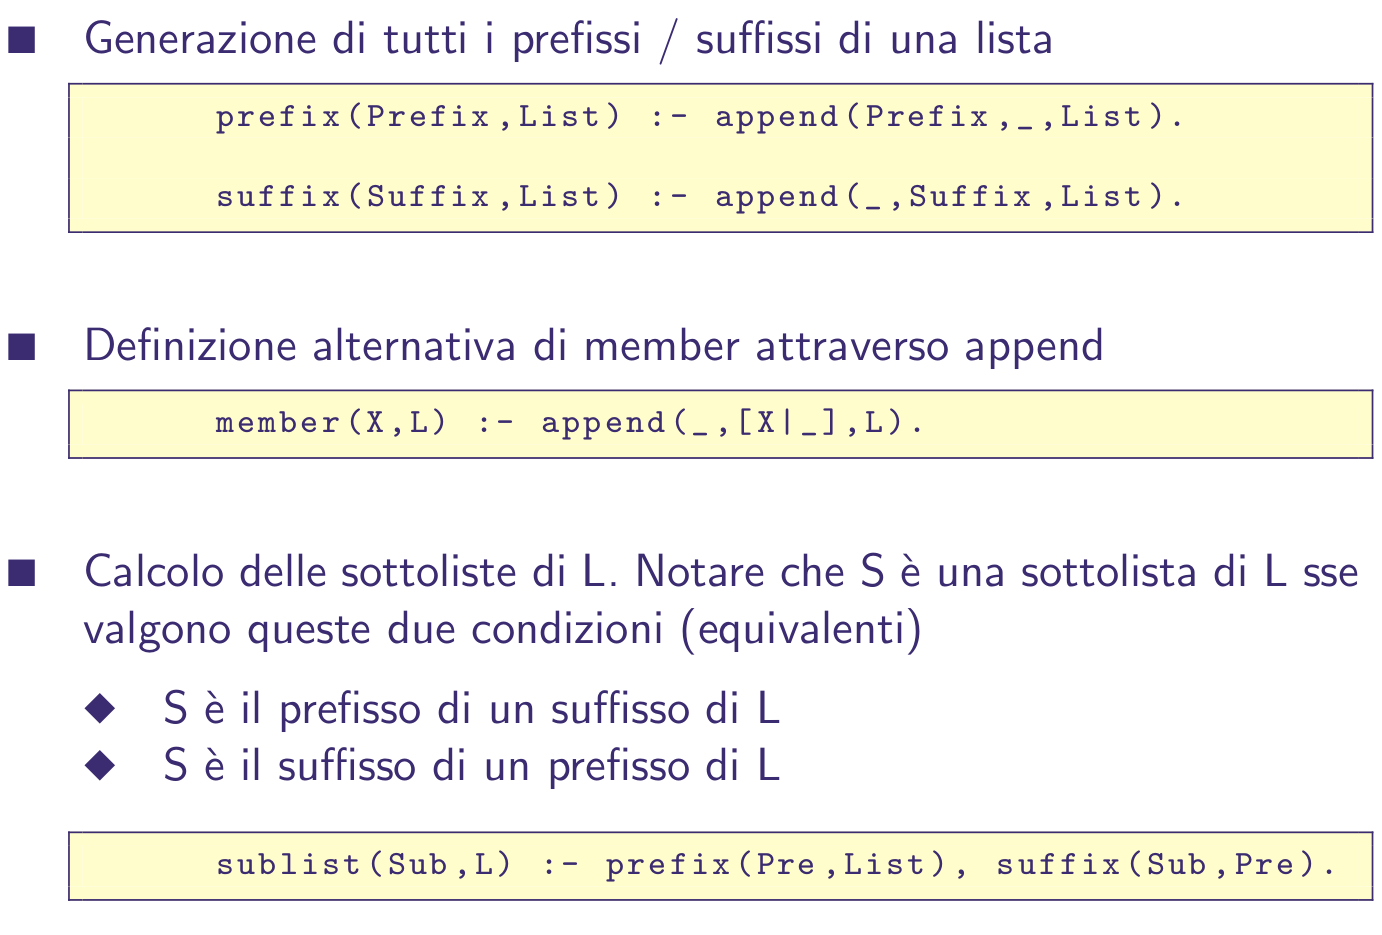 Generazione di tutti i prefissi / suffissi di una lista
prefix(Prefix,List) :- append(Prefix,_,List).
suffix(Suffix,List) :- append(_,Suffix,List).
Definizione alternativa di member attraverso append
member(X,L) :- append(_,[X|_],L).
Calcolo delle sottoliste di L. Notare che S è una sottolista di L sse
valgono queste due condizioni (equivalenti)
S è il prefisso di un suffisso di L
S è il suffisso di un prefisso di L
sublist(Sub,L) :- prefix(Pre,List), suffix(Sub,Pre).